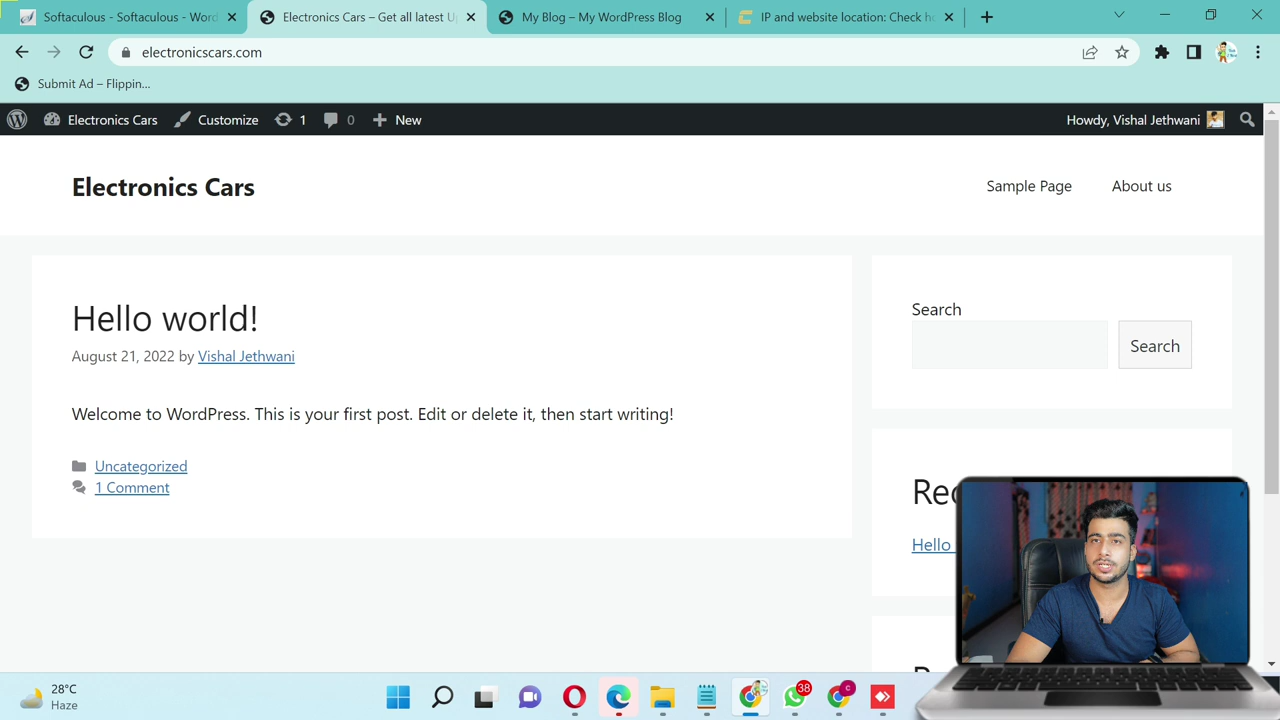 Softaculous - Softaculous - Word
Electronics Cars – Get all latest Up
My Blog – My WordPress Blog
IP and website location: Check ho
electronicscars.com
Submit Ad – Flippin...
Electronics Cars
Customize
1
0
New
Howdy, Vishal Jethwani
Electronics Cars
Sample Page
About us
Hello world!
August 21, 2022 by Vishal Jethwani
Welcome to WordPress. This is your first post. Edit or delete it, then start writing!
Uncategorized
1 Comment
Search
Search
Rec
Hello
28°C
Haze
38
c